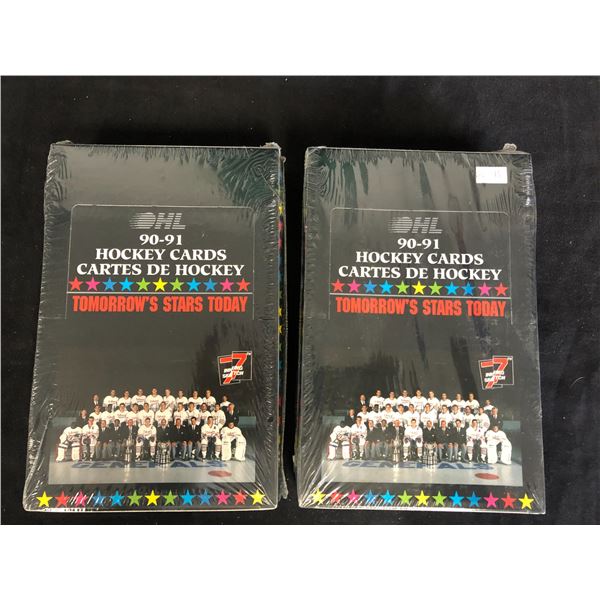 OHL
90-91
HOCKEY CARDS
CARTES DE HOCKEY
TOMORROW'S STARS TODAY
7th
INNING
SKETCH
GENERALS
OHL
90-91
HOCKEY CARDS
CARTES DE HOCKEY
TOMORROW'S STARS TODAY
7th
INNING
SKETCH
GENERALS